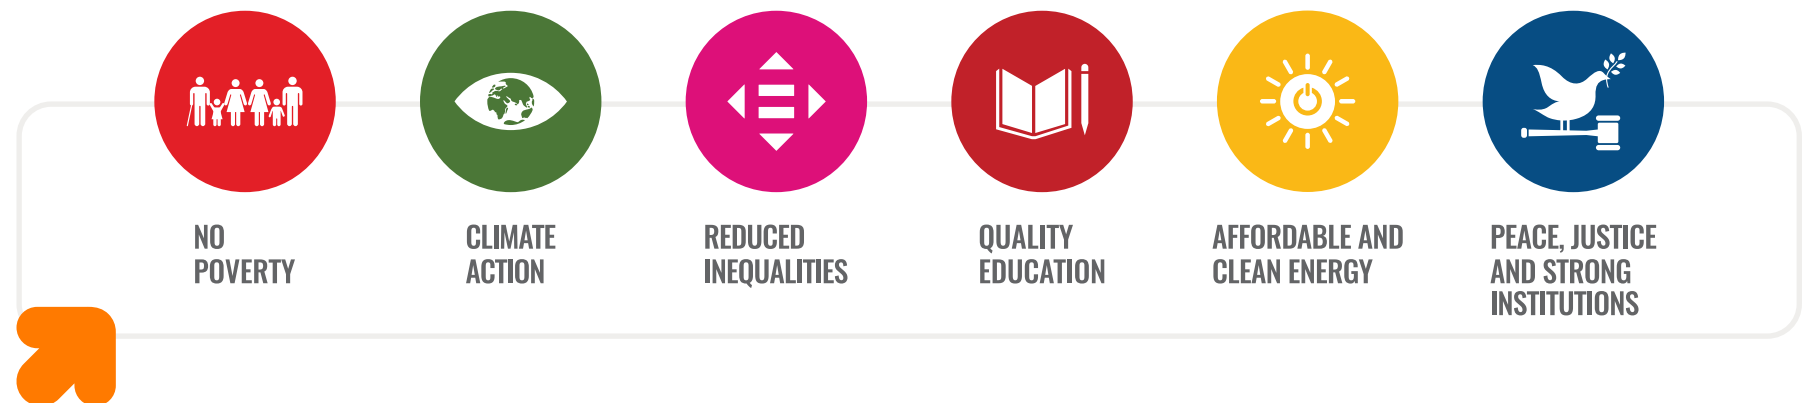 NO
POVERTY
CLIMATE
ACTION
REDUCED
INEQUALITIES
QUALITY
EDUCATION
AFFORDABLE AND
CLEAN ENERGY
PEACE, JUSTICE
AND STRONG
INSTITUTIONS